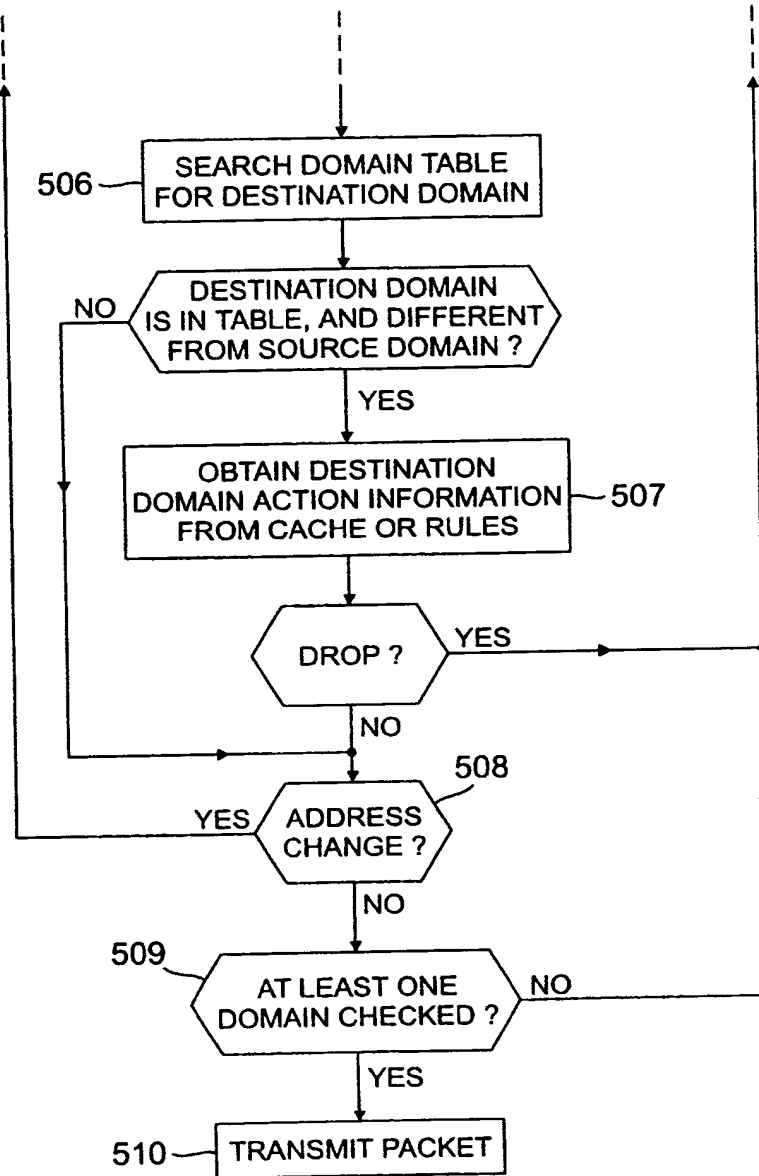 506
SEARCH DOMAIN TABLE
FOR DESTINATION DOMAIN
DESTINATION DOMAIN
IS IN TABLE, AND DIFFERENT
FROM SOURCE DOMAIN ?
NO
YES
OBTAIN DESTINATION
DOMAIN ACTION INFORMATION
FROM CACHE OR RULES
507
DROP ?
YES
NO
508
YES
ADDRESS
CHANGE ?
NO
509
AT LEAST ONE
DOMAIN CHECKED ?
NO
YES
510
TRANSMIT PACKET